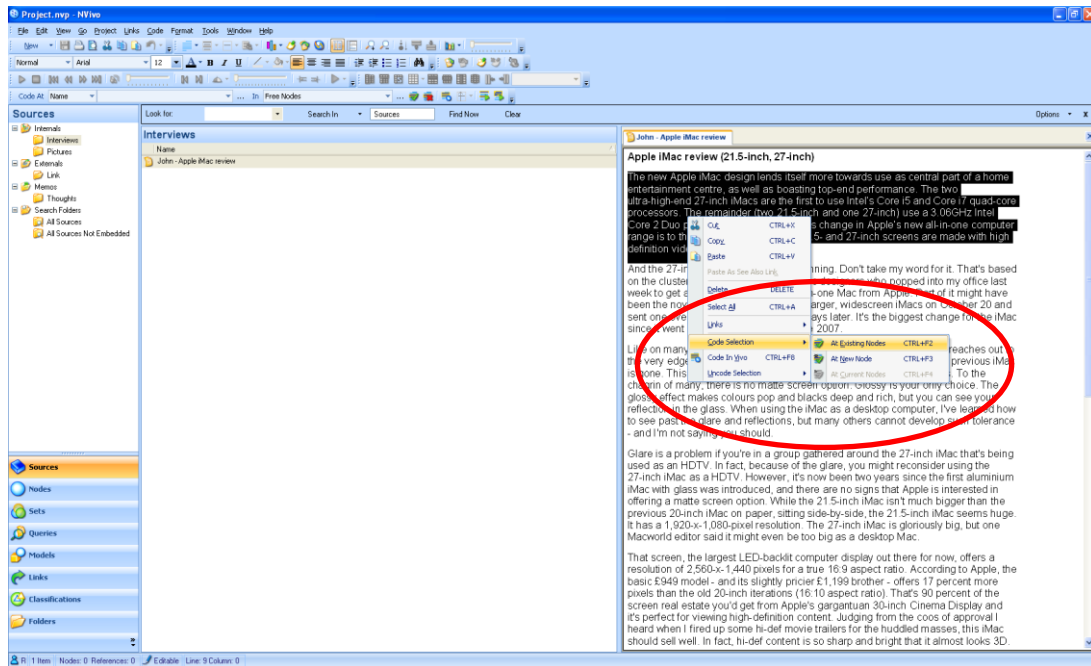 Project.nvp - NVivo
File Edit View Go Project Links Code Format Tools Window Help
New
Normal Arial 12 A B I U
Code At Name ... In Free Nodes ...
Sources
Look for: Search In Sources Find Now Clear Options x
Internals
Interviews
Pictures
Externals
Link
Memos
Thoughts
Search Folders
All Sources
All Sources Not Embedded
Interviews
Name
John - Apple iMac review
John - Apple iMac review
Apple iMac review (21.5-inch, 27-inch)
The new Apple iMac design lends itself more towards use as central part of a home
entertainment centre, as well as boasting top-end performance. The two
ultra-high-end 27-inch iMacs are the first to use Intel's Core i5 and Core i7 quad-core
processors. The remainder (two 21.5-inch and one 27-inch) use a 3.06GHz Intel
Core 2 Duo p s change in Apple's new all-in-one computer
range is to th 5- and 27-inch screens are made with high
definition vide
And the 27-in nning. Don't take my word for it. That's based
on the cluster designers who popped into my office last
week to get a -one Mac from Apple. Part of it might have
been the nov arger, widescreen iMacs on October 20 and
sent one ove ays later. It's the biggest change for the iMac
since it went 2007.
Like on many reaches out to
the very edge previous iMac
is gone. This To the
chagrin of many, there is no matte screen option. Glossy is your only choice. The
glossy effect makes colours pop and blacks deep and rich, but you can see your
reflection in the glass. When using the iMac as a desktop computer, I've learned how
to see past the glare and reflections, but many others cannot develop such tolerance
- and I'm not saying you should.
Glare is a problem if you're in a group gathered around the 27-inch iMac that's being
used as an HDTV. In fact, because of the glare, you might reconsider using the
27-inch iMac as a HDTV. However, it's now been two years since the first aluminium
iMac with glass was introduced, and there are no signs that Apple is interested in
offering a matte screen option. While the 21.5-inch iMac isn't much bigger than the
previous 20-inch iMac on paper, sitting side-by-side, the 21.5-inch iMac seems huge.
It has a 1,920-x-1,080-pixel resolution. The 27-inch iMac is gloriously big, but one
Macworld editor said it might even be too big as a desktop Mac.
That screen, the largest LED-backlit computer display out there for now, offers a
resolution of 2,560-x-1,440 pixels for a true 16:9 aspect ratio. According to Apple, the
basic £949 model - and its slightly pricier £1,199 brother - offers 17 percent more
pixels than the old 20-inch iterations (16:10 aspect ratio). That's 90 percent of the
screen real estate you'd get from Apple's gargantuan 30-inch Cinema Display and
it's perfect for viewing high-definition content. Judging from the coos of approval I
heard when I fired up some hi-def movie trailers for the huddled masses, this iMac
should sell well. In fact, hi-def content is so sharp and bright that it almost looks 3D.
Cut CTRL+X
Copy CTRL+C
Paste CTRL+V
Paste As See Also Link
Delete DELETE
Select All CTRL+A
Links
Code Selection
Code In Vivo CTRL+F8
Uncode Selection
At Existing Nodes CTRL+F2
At New Node CTRL+F3
At Current Nodes CTRL+F4
Sources
Nodes
Sets
Queries
Models
Links
Classifications
Folders
R 1 Item Nodes: 0 References: 0 Editable Line: 9 Column: 0